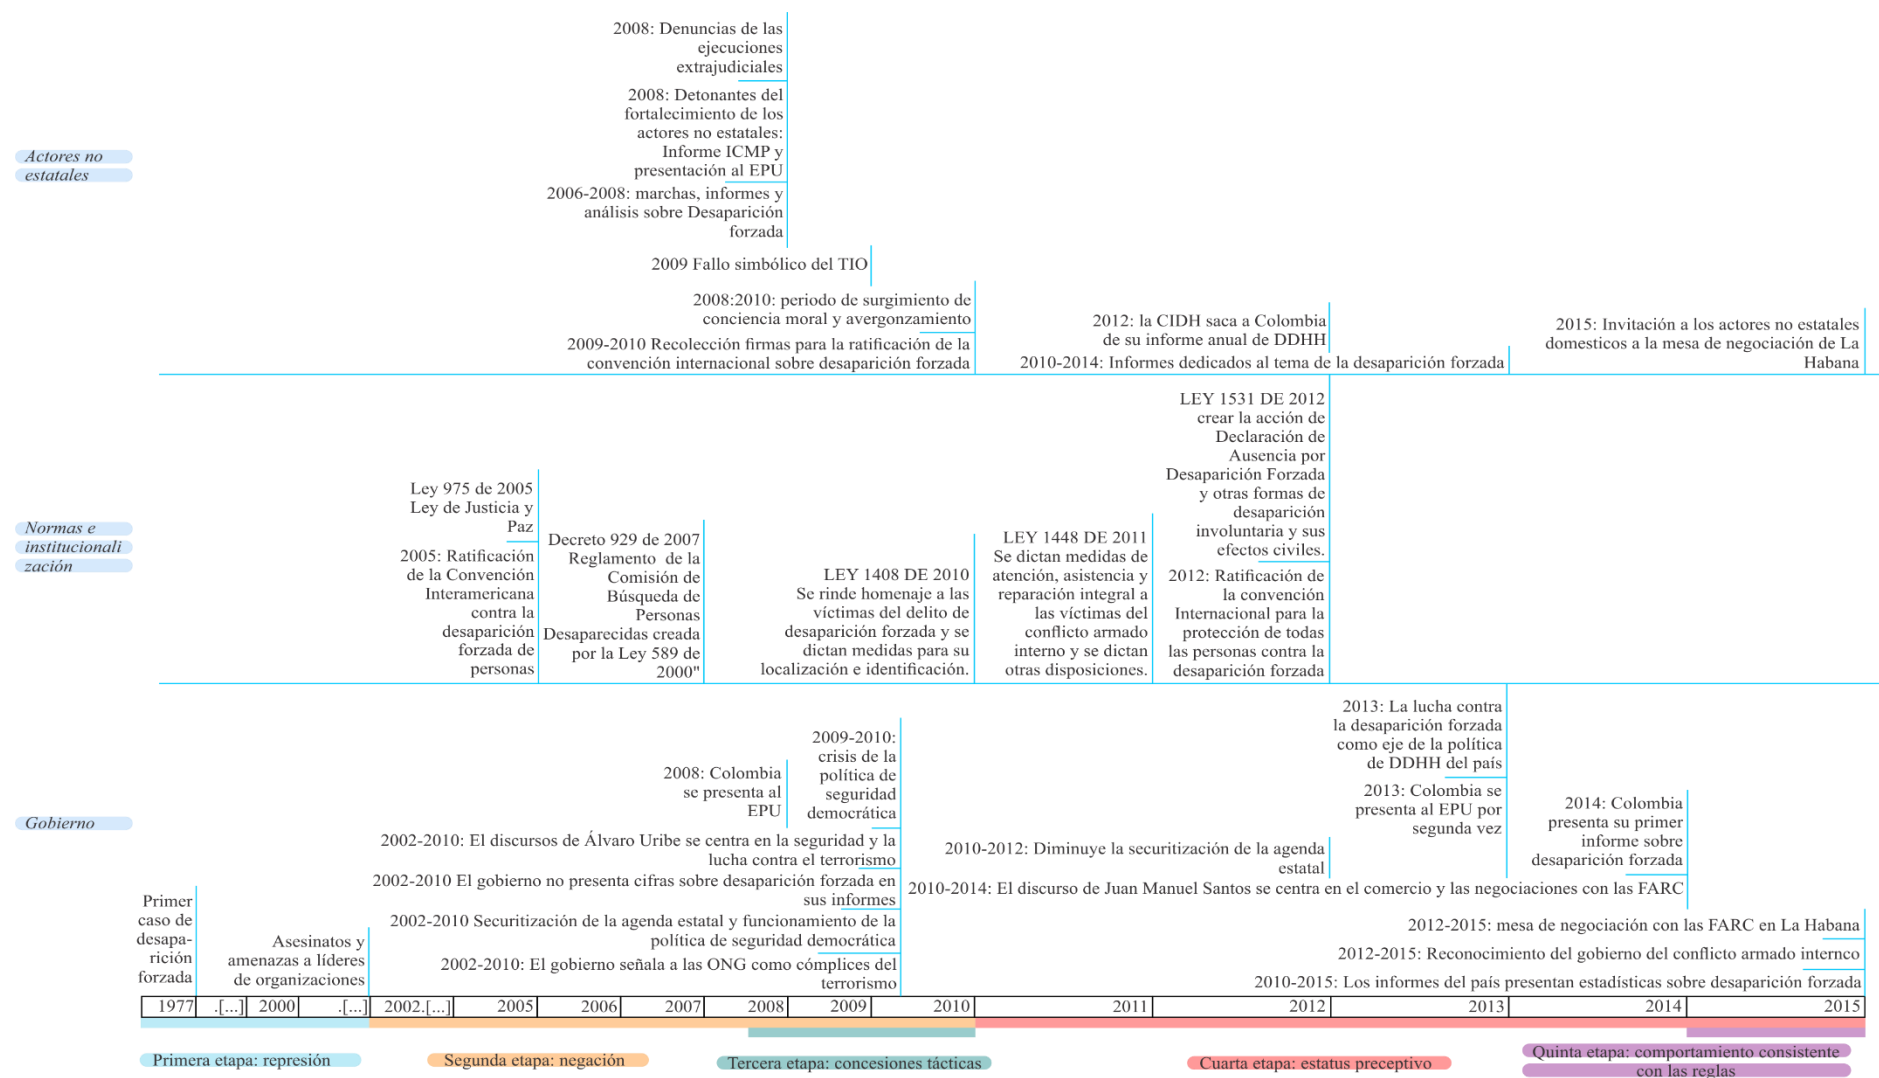 2008: Denuncias de las
ejecuciones
extrajudiciales
2008: Detonantes del
fortalecimiento de los
actores no estatales:
Informe ICMP y
presentación al EPU
2006-2008: marchas, informes y
análisis sobre Desaparición
forzada
Actores no
estatales
2009 Fallo simbólico del TIO
2008:2010: periodo de surgimiento de
conciencia moral y avergonzamiento
2009-2010 Recolección firmas para la ratificación de la
convención internacional sobre desaparición forzada
2012: la CIDH saca a Colombia
de su informe anual de DDHH
2010-2014: Informes dedicados al tema de la desaparición forzada
2015: Invitación a los actores no estatales
domesticos a la mesa de negociación de La
Habana
Normas e
institucionali
zación
Ley 975 de 2005
Ley de Justicia y
Paz
2005: Ratificación
de la Convención
Interamericana
contra la
desaparición
forzada de
personas
Decreto 929 de 2007
Reglamento de la
Comisión de
Búsqueda de
Personas
Desaparecidas creada
por la Ley 589 de
2000"
LEY 1408 DE 2010
Se rinde homenaje a las
víctimas del delito de
desaparición forzada y se
dictan medidas para su
localización e identificación.
LEY 1448 DE 2011
Se dictan medidas de
atención, asistencia y
reparación integral a
las víctimas del
conflicto armado
interno y se dictan
otras disposiciones.
LEY 1531 DE 2012
crear la acción de
Declaración de
Ausencia por
Desaparición Forzada
y otras formas de
desaparición
involuntaria y sus
efectos civiles.
2012: Ratificación de
la convención
Internacional para la
protección de todas
las personas contra la
desaparición forzada
Gobierno
Primer
caso de
desapa-
rición
forzada
Asesinatos y
amenazas a líderes
de organizaciones
2008: Colombia
se presenta al
EPU
2009-2010:
crisis de la
política de
seguridad
democrática
2002-2010: El discursos de Álvaro Uribe se centra en la seguridad y la
lucha contra el terrorismo
2002-2010 El gobierno no presenta cifras sobre desaparición forzada en
sus informes
2002-2010 Securitización de la agenda estatal y funcionamiento de la
política de seguridad democrática
2002-2010: El gobierno señala a las ONG como cómplices del
terrorismo
2010-2012: Diminuye la securitización de la agenda
estatal
2013: La lucha contra
la desaparición forzada
como eje de la política
de DDHH del país
2013: Colombia se
presenta al EPU por
segunda vez
2014: Colombia
presenta su primer
informe sobre
desaparición forzada
2010-2014: El discurso de Juan Manuel Santos se centra en el comercio y las negociaciones con las FARC
2012-2015: mesa de negociación con las FARC en La Habana
2012-2015: Reconocimiento del gobierno del conflicto armado internco
2010-2015: Los informes del país presentan estadísticas sobre desaparición forzada
1977 .[...] 2000 .[...] 2002.[...] 2005 2006 2007 2008 2009 2010 2011 2012 2013 2014 2015
Primera etapa: represión
Segunda etapa: negación
Tercera etapa: concesiones tácticas
Cuarta etapa: estatus preceptivo
Quinta etapa: comportamiento consistente
con las reglas